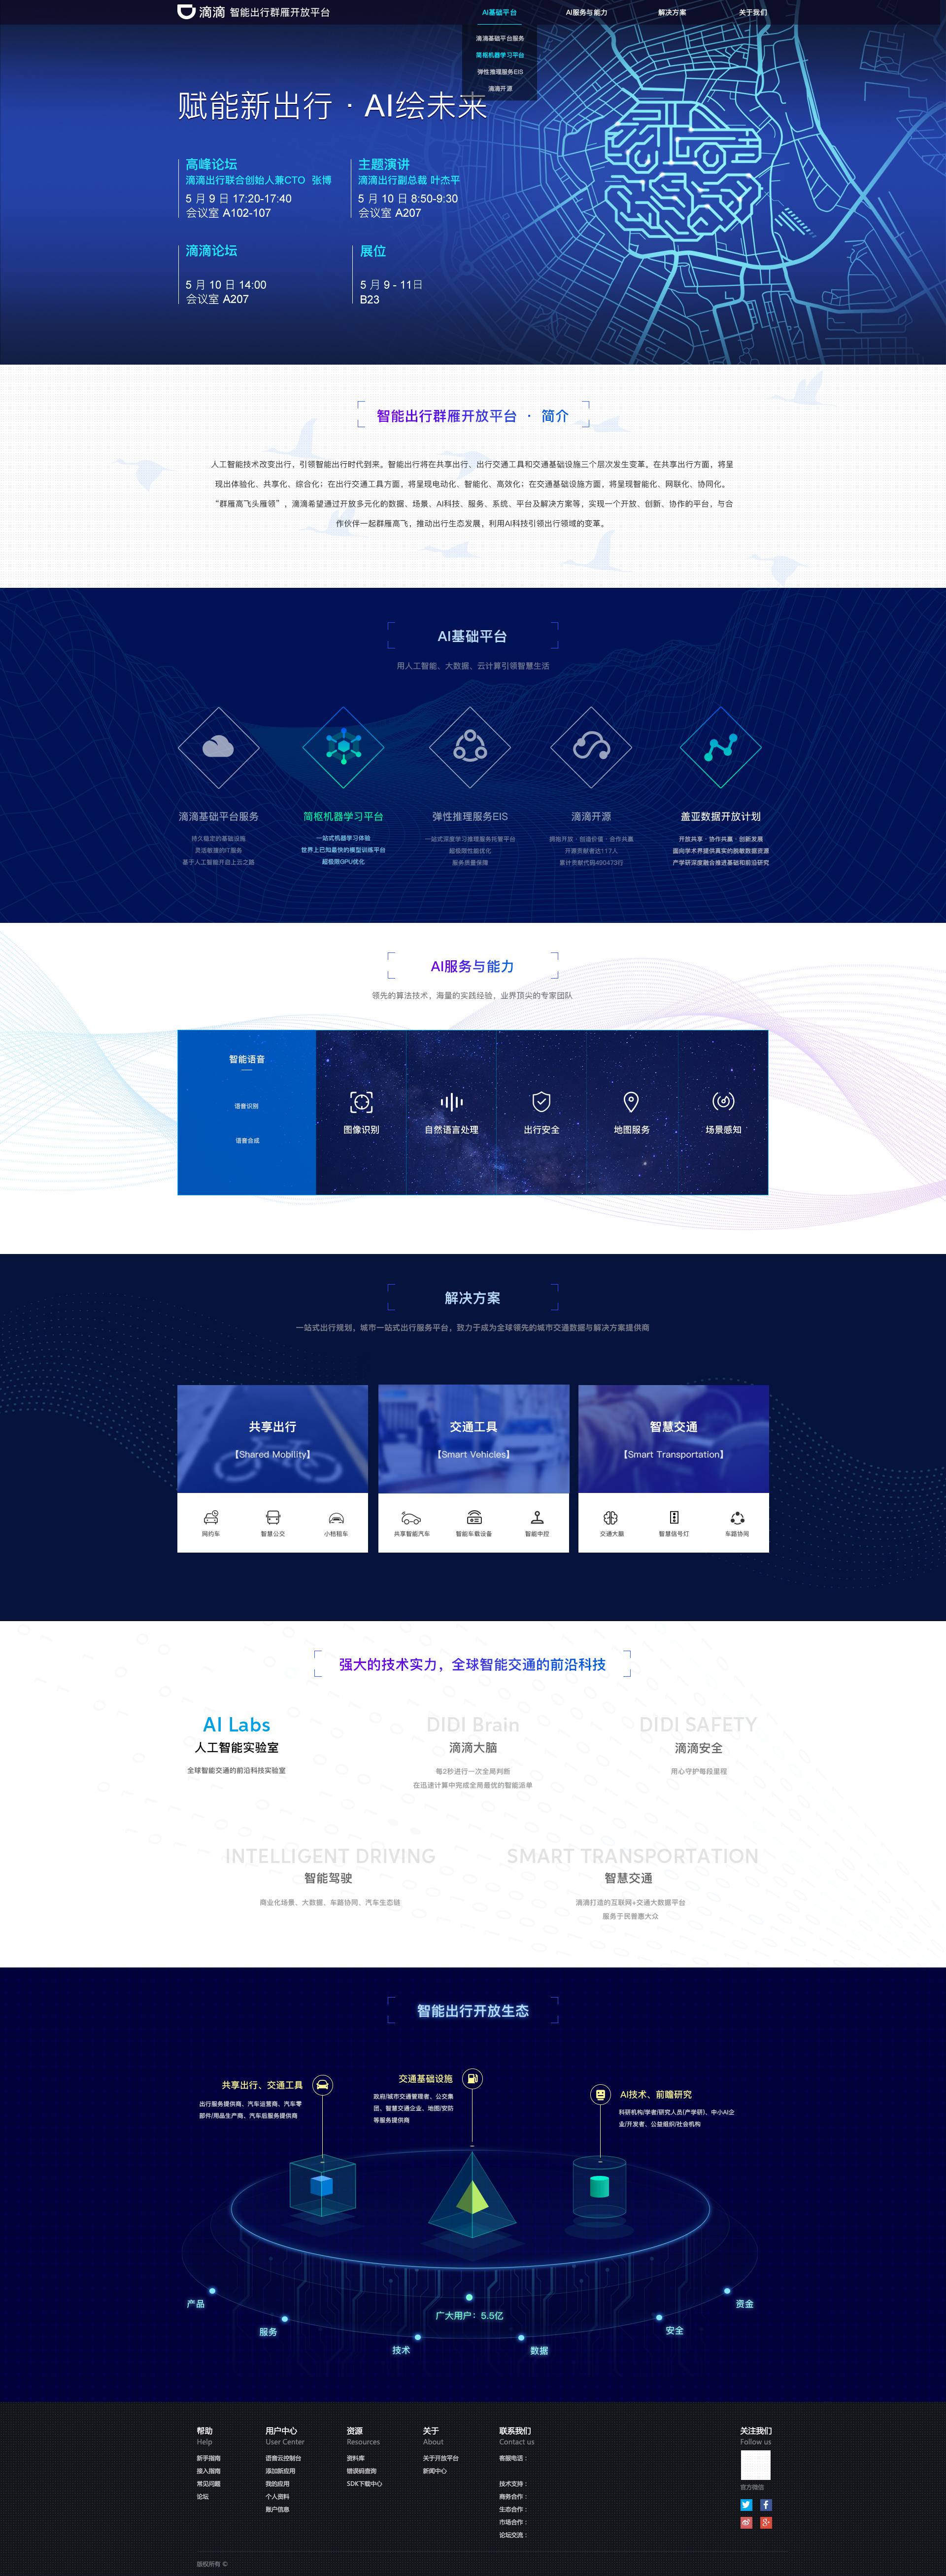 滴滴 智能出行群雁开放平台
AI基础平台
AI服务与能力
解决方案
关于我们
滴滴基础平台服务
简枢机器学习平台
弹性推理服务EIS
滴滴开源
赋能新出行 · AI绘未来
高峰论坛
滴滴出行联合创始人兼CTO 张博
5 月 9 日 17:20-17:40
会议室 A102-107
主题演讲
滴滴出行副总裁 叶杰平
5 月 10 日 8:50-9:30
会议室 A207
滴滴论坛
5 月 10 日 14:00
会议室 A207
展位
5 月 9 - 11日
B23
智能出行群雁开放平台 · 简介
人工智能技术改变出行，引领智能出行时代到来。智能出行将在共享出行、出行交通工具和交通基础设施三个层次发生变革。在共享出行方面，将呈
现出体验化、共享化、综合化；在出行交通工具方面，将呈现电动化、智能化、高效化；在交通基础设施方面，将呈现智能化、网联化、协同化。
“群雁高飞头雁领”，滴滴希望通过开放多元化的数据、场景、AI科技、服务、系统、平台及解决方案等，实现一个开放、创新、协作的平台，与合
作伙伴一起群雁高飞，推动出行生态发展，利用AI科技引领出行领域的变革。
AI基础平台
用人工智能、大数据、云计算引领智慧生活
滴滴基础平台服务
持久稳定的基础设施
灵活敏捷的IT服务
基于人工智能开启上云之路
简枢机器学习平台
一站式机器学习体验
世界上已知最快的模型训练平台
超极限GPU优化
弹性推理服务EIS
一站式深度学习推理服务托管平台
超极限性能优化
服务质量保障
滴滴开源
拥抱开放 · 创造价值 · 合作共赢
开源贡献者达117人
累计贡献代码490473行
盖亚数据开放计划
开放共享 · 协作共赢 · 创新发展
面向学术界提供真实的脱敏数据资源
产学研深度融合推进基础和前沿研究
AI服务与能力
领先的算法技术，海量的实践经验，业界顶尖的专家团队
智能语音
语音识别
语音合成
图像识别
自然语言处理
出行安全
地图服务
场景感知
解决方案
一站式出行规划，城市一站式出行服务平台，致力于成为全球领先的城市交通数据与解决方案提供商
共享出行
【Shared Mobility】
网约车
智慧公交
小桔租车
交通工具
【Smart Vehicles】
共享智能汽车
智能车载设备
智能中控
智慧交通
【Smart Transportation】
交通大脑
智慧信号灯
车路协同
强大的技术实力，全球智能交通的前沿科技
AI Labs
人工智能实验室
全球智能交通的前沿科技实验室
DIDI Brain
滴滴大脑
每2秒进行一次全局判断
在迅速计算中完成全局最优的智能派单
DIDI SAFETY
滴滴安全
用心守护每段里程
INTELLIGENT DRIVING
智能驾驶
商业化场景、大数据、车路协同、汽车生态链
SMART TRANSPORTATION
智慧交通
滴滴打造的互联网+交通大数据平台
服务于民普惠大众
智能出行开放生态
共享出行、交通工具
出行服务提供商、汽车运营商、汽车零
部件/用品生产商、汽车后服务提供商
交通基础设施
政府/城市交通管理者、公交集
团、智慧交通企业、地图/安防
等服务提供商
AI技术、前瞻研究
科研机构/学者/研究人员(产学研)、中小AI企
业/开发者、公益组织/社会机构
产品
服务
技术
广大用户：5.5亿
数据
安全
资金
帮助
Help
新手指南
接入指南
常见问题
论坛
用户中心
User Center
语音云控制台
添加新应用
我的应用
个人资料
账户信息
资源
Resources
资料库
错误码查询
SDK下载中心
关于
About
关于开放平台
新闻中心
联系我们
Contact us
客服电话：
技术支持：
商务合作：
生态合作：
市场合作：
论坛交流：
关注我们
Follow us
官方微信
版权所有 ©